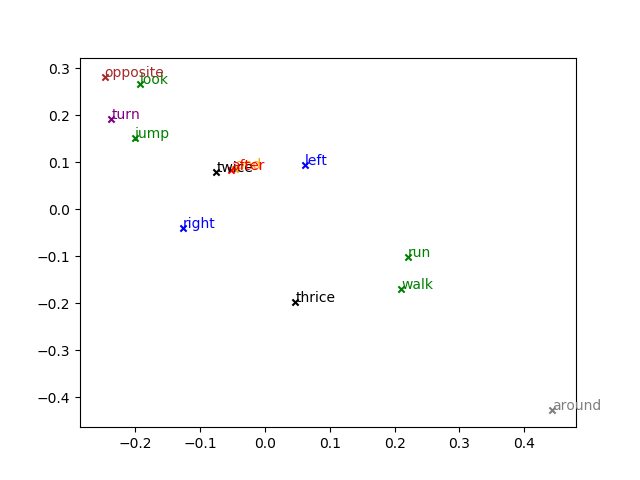 0.3
opposite
look
0.2
turn
jump
0.1
twice
after
left
0.0
right
−0.1
run
walk
−0.2
thrice
−0.3
−0.4
around
−0.2 −0.1 0.0 0.1 0.2 0.3 0.4